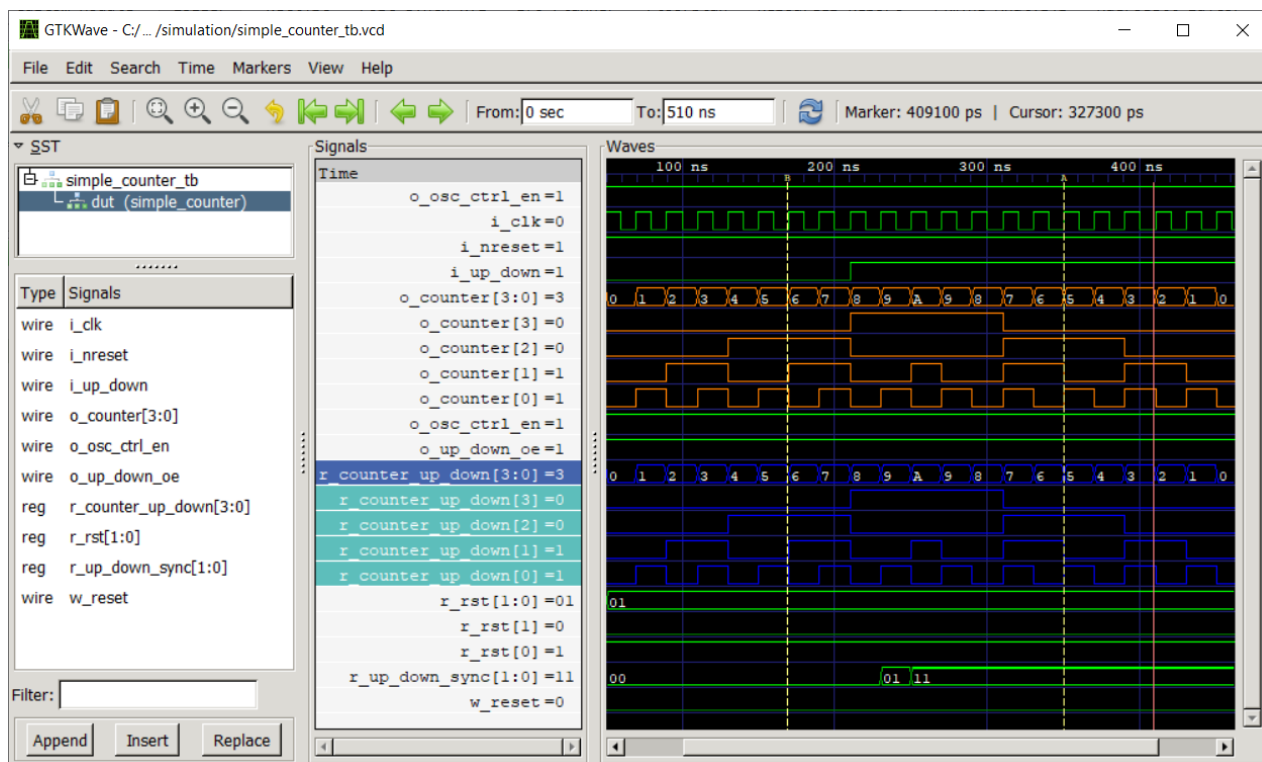 GTKWave - C:/ ... /simulation/simple_counter_tb.vcd
File Edit Search Time Markers View Help
From: 0 sec To: 510 ns Marker: 409100 ps | Cursor: 327300 ps
SST
simple_counter_tb
dut (simple_counter)
Type Signals
wire i_clk
wire i_nreset
wire i_up_down
wire o_counter[3:0]
wire o_osc_ctrl_en
wire o_up_down_oe
reg r_counter_up_down[3:0]
reg r_rst[1:0]
reg r_up_down_sync[1:0]
wire w_reset
Filter:
Append Insert Replace
Signals
Time
o_osc_ctrl_en=1
i_clk=0
i_nreset=1
i_up_down=1
o_counter[3:0]=3
o_counter[3]=0
o_counter[2]=0
o_counter[1]=1
o_counter[0]=1
o_osc_ctrl_en=1
o_up_down_oe=1
r_counter_up_down[3:0]=3
r_counter_up_down[3]=0
r_counter_up_down[2]=0
r_counter_up_down[1]=1
r_counter_up_down[0]=1
r_rst[1:0]=01
r_rst[1]=0
r_rst[0]=1
r_up_down_sync[1:0]=11
w_reset=0
Waves
100 ns 200 ns 300 ns 400 ns
B A
0 1 2 3 4 5 6 7 8 9 A 9 8 7 6 5 4 3 2 1 0
0 1 2 3 4 5 6 7 8 9 A 9 8 7 6 5 4 3 2 1 0
01
00 01 11